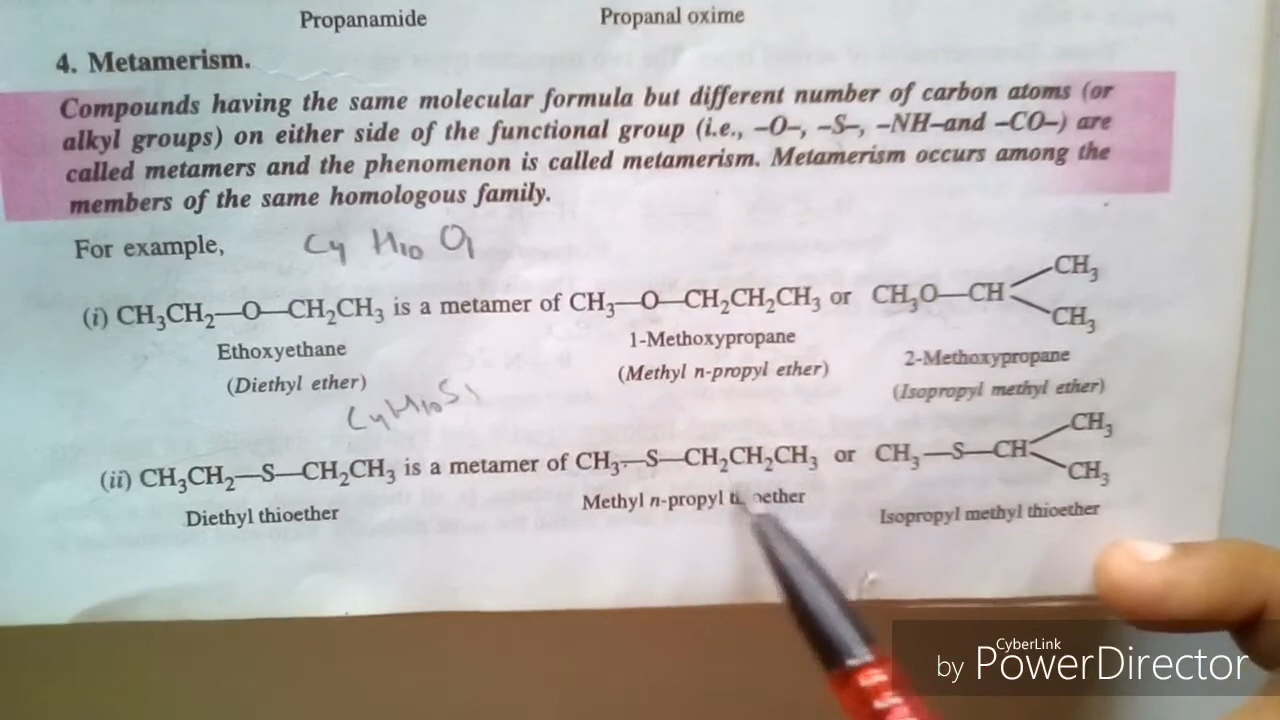 Propanamide Propanal oxime
4. Metamerism.
Compounds having the same molecular formula but different number of carbon atoms (or
alkyl groups) on either side of the functional group (i.e., –O–, –S–, –NH–and –CO–) are
called metamers and the phenomenon is called metamerism. Metamerism occurs among the
members of the same homologous family.
For example, C4 H10 O1
(i) CH3CH2—O—CH2CH3 is a metamer of CH3—O—CH2CH2CH3 or CH3O—CH CH3 CH3
Ethoxyethane 1-Methoxypropane 2-Methoxypropane
(Diethyl ether) (Methyl n-propyl ether) (Isopropyl methyl ether)
C4H10S1
(ii) CH3CH2—S—CH2CH3 is a metamer of CH3—S—CH2CH2CH3 or CH3—S—CH CH3 CH3
Diethyl thioether Methyl n-propyl Isopropyl methyl thioether
CyberLink
by PowerDirector